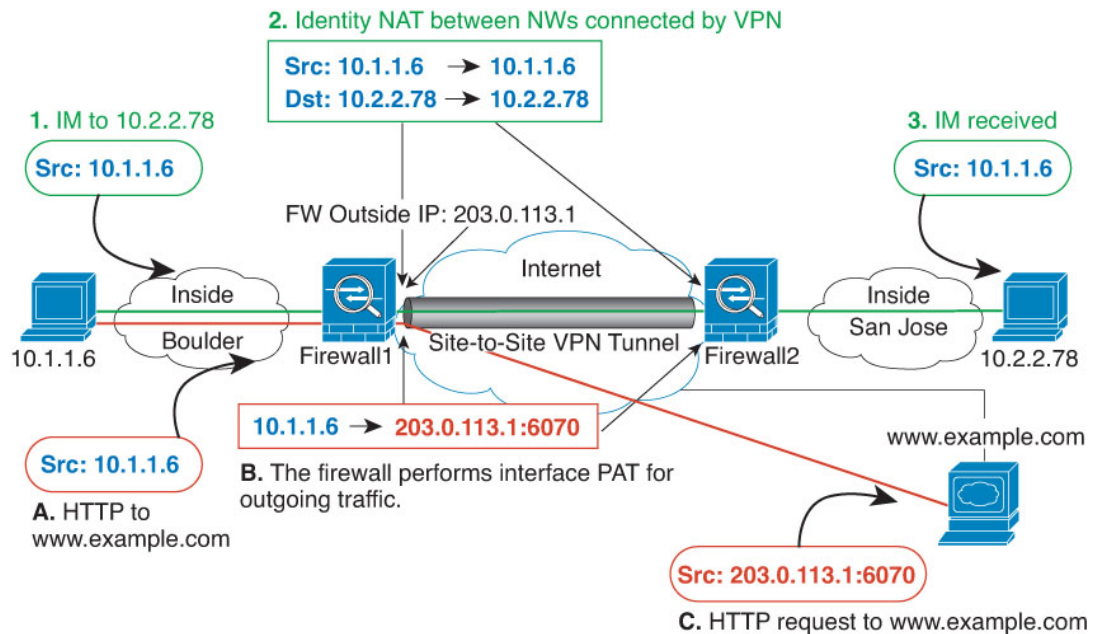 2. Identity NAT between NWs connected by VPN
Src: 10.1.1.6 → 10.1.1.6
Dst: 10.2.2.78 → 10.2.2.78
1. IM to 10.2.2.78
Src: 10.1.1.6
3. IM received
Src: 10.1.1.6
FW Outside IP: 203.0.113.1
Internet
Inside
Boulder
10.1.1.6
Firewall1
Site-to-Site VPN Tunnel
Firewall2
Inside
San Jose
10.2.2.78
10.1.1.6 → 203.0.113.1:6070
B. The firewall performs interface PAT for
outgoing traffic.
Src: 10.1.1.6
A. HTTP to
www.example.com
www.example.com
Src: 203.0.113.1:6070
C. HTTP request to www.example.com